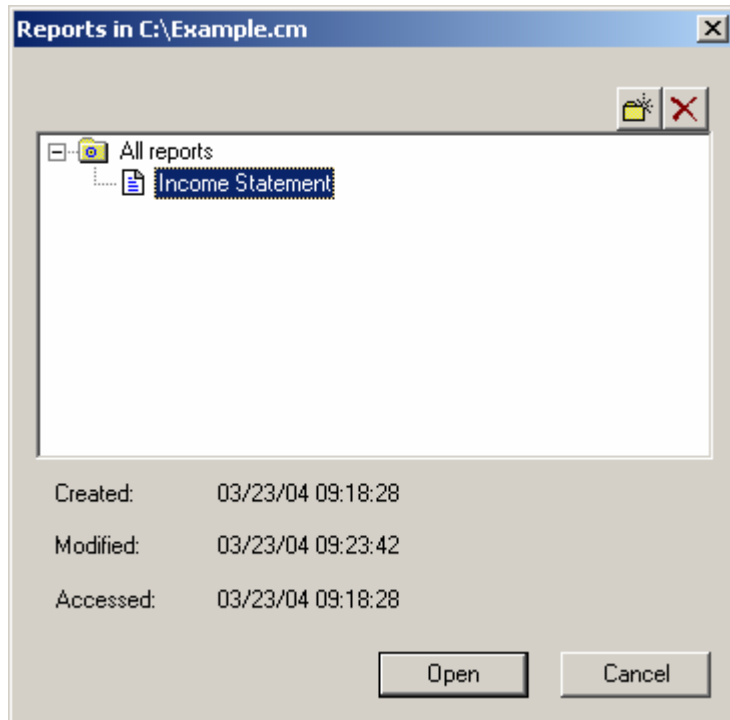 Reports in C:\Example.cm
All reports
Income Statement
Created: 03/23/04 09:18:28
Modified: 03/23/04 09:23:42
Accessed: 03/23/04 09:18:28
Open Cancel